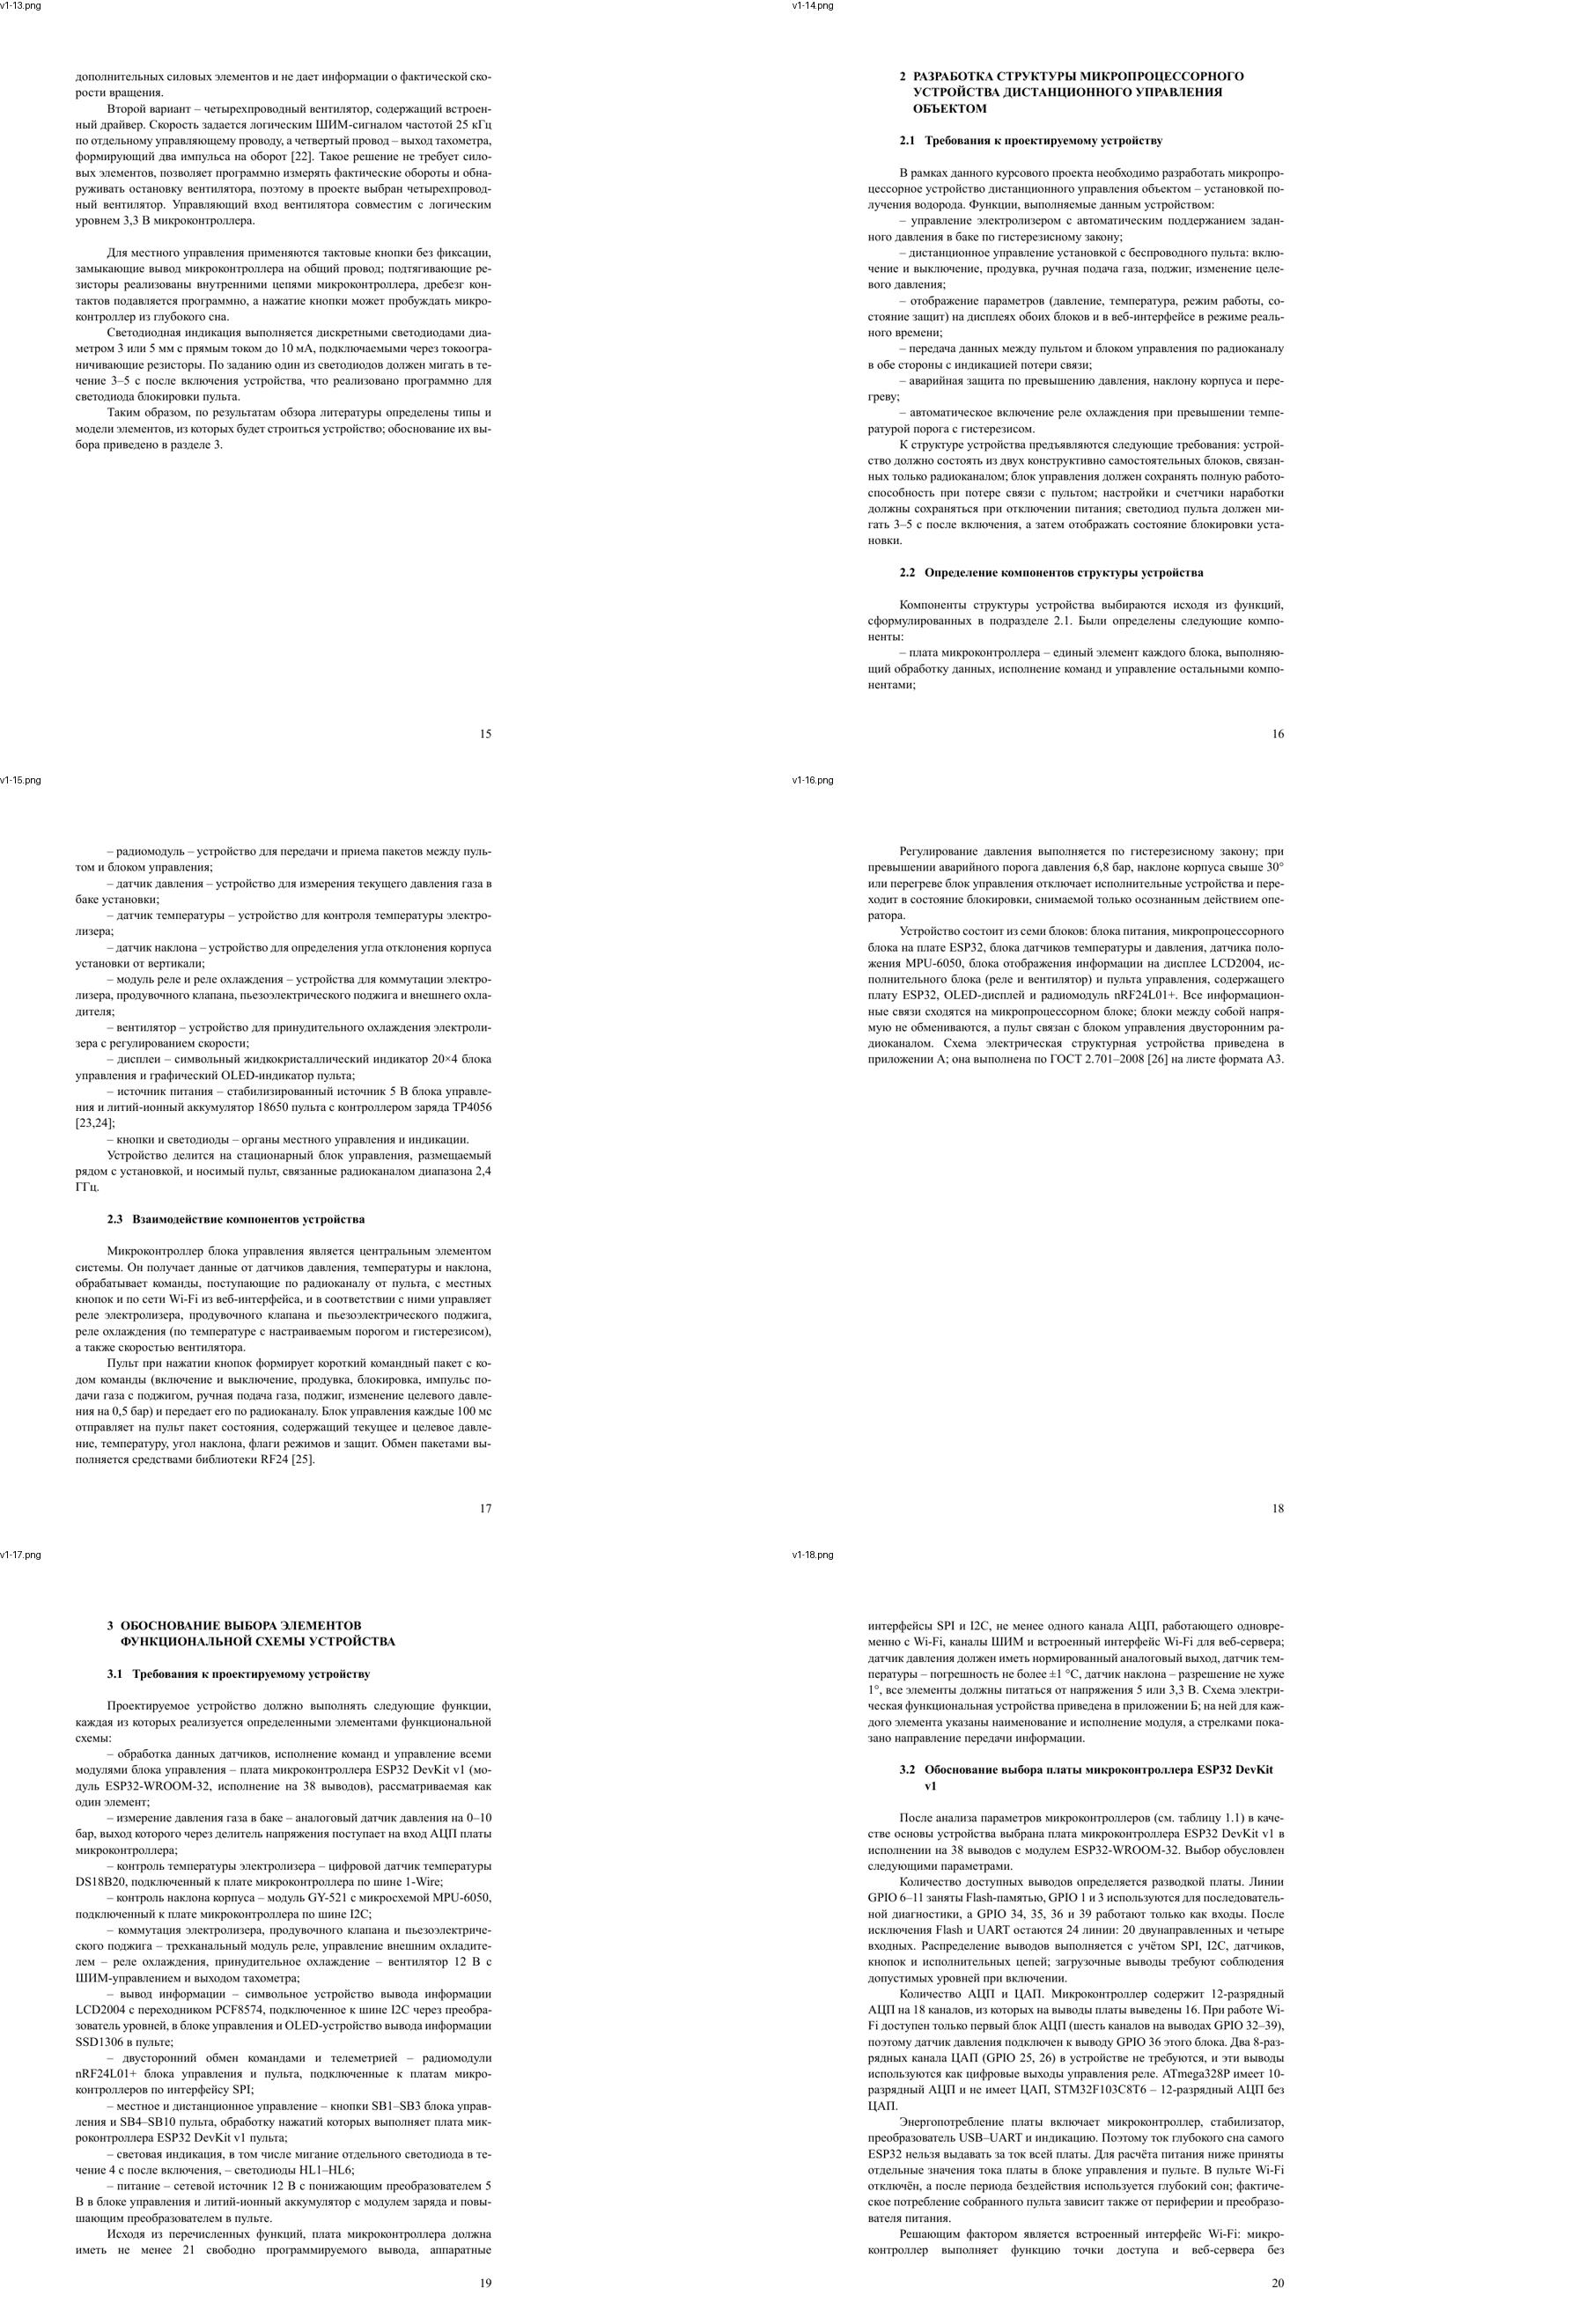 v1-13.png
дополнительных силовых элементов и не дает информации о фактической ско-
рости вращения.
Второй вариант – четырехпроводный вентилятор, содержащий встроен-
ный драйвер. Скорость задается логическим ШИМ-сигналом частотой 25 кГц
по отдельному управляющему проводу, а четвертый провод – выход тахометра,
формирующий два импульса на оборот [22]. Такое решение не требует сило-
вых элементов, позволяет программно измерять фактические обороты и обна-
руживать остановку вентилятора, поэтому в проекте выбран четырехпровод-
ный вентилятор. Управляющий вход вентилятора совместим с логическим
уровнем 3,3 В микроконтроллера.
Для местного управления применяются тактовые кнопки без фиксации,
замыкающие вывод микроконтроллера на общий провод; подтягивающие ре-
зисторы реализованы внутренними цепями микроконтроллера, дребезг кон-
тактов подавляется программно, а нажатие кнопки может пробуждать микро-
контроллер из глубокого сна.
Светодиодная индикация выполняется дискретными светодиодами диа-
метром 3 или 5 мм с прямым током до 10 мА, подключаемыми через токоогра-
ничивающие резисторы. По заданию один из светодиодов должен мигать в те-
чение 3–5 с после включения устройства, что реализовано программно для
светодиода блокировки пульта.
Таким образом, по результатам обзора литературы определены типы и
модели элементов, из которых будет строиться устройство; обоснование их вы-
бора приведено в разделе 3.
15
v1-14.png
2 РАЗРАБОТКА СТРУКТУРЫ МИКРОПРОЦЕССОРНОГО
УСТРОЙСТВА ДИСТАНЦИОННОГО УПРАВЛЕНИЯ
ОБЪЕКТОМ
2.1 Требования к проектируемому устройству
В рамках данного курсового проекта необходимо разработать микропро-
цессорное устройство дистанционного управления объектом – установкой по-
лучения водорода. Функции, выполняемые данным устройством:
– управление электролизером с автоматическим поддержанием задан-
ного давления в баке по гистерезисному закону;
– дистанционное управление установкой с беспроводного пульта: вклю-
чение и выключение, продувка, ручная подача газа, поджиг, изменение целе-
вого давления;
– отображение параметров (давление, температура, режим работы, со-
стояние защит) на дисплеях обоих блоков и в веб-интерфейсе в режиме реаль-
ного времени;
– передача данных между пультом и блоком управления по радиоканалу
в обе стороны с индикацией потери связи;
– аварийная защита по превышению давления, наклону корпуса и пере-
греву;
– автоматическое включение реле охлаждения при превышении темпе-
ратурой порога с гистерезисом.
К структуре устройства предъявляются следующие требования: устрой-
ство должно состоять из двух конструктивно самостоятельных блоков, связан-
ных только радиоканалом; блок управления должен сохранять полную работо-
способность при потере связи с пультом; настройки и счетчики наработки
должны сохраняться при отключении питания; светодиод пульта должен ми-
гать 3–5 с после включения, а затем отображать состояние блокировки уста-
новки.
2.2 Определение компонентов структуры устройства
Компоненты структуры устройства выбираются исходя из функций,
сформулированных в подразделе 2.1. Были определены следующие компо-
ненты:
– плата микроконтроллера – единый элемент каждого блока, выполняю-
щий обработку данных, исполнение команд и управление остальными компо-
нентами;
16
v1-15.png
– радиомодуль – устройство для передачи и приема пакетов между пуль-
том и блоком управления;
– датчик давления – устройство для измерения текущего давления газа в
баке установки;
– датчик температуры – устройство для контроля температуры электро-
лизера;
– датчик наклона – устройство для определения угла отклонения корпуса
установки от вертикали;
– модуль реле и реле охлаждения – устройства для коммутации электро-
лизера, продувочного клапана, пьезоэлектрического поджига и внешнего охла-
дителя;
– вентилятор – устройство для принудительного охлаждения электроли-
зера с регулированием скорости;
– дисплеи – символьный жидкокристаллический индикатор 20×4 блока
управления и графический OLED-индикатор пульта;
– источник питания – стабилизированный источник 5 В блока управле-
ния и литий-ионный аккумулятор 18650 пульта с контроллером заряда TP4056
[23,24];
– кнопки и светодиоды – органы местного управления и индикации.
Устройство делится на стационарный блок управления, размещаемый
рядом с установкой, и носимый пульт, связанные радиоканалом диапазона 2,4
ГГц.
2.3 Взаимодействие компонентов устройства
Микроконтроллер блока управления является центральным элементом
системы. Он получает данные от датчиков давления, температуры и наклона,
обрабатывает команды, поступающие по радиоканалу от пульта, с местных
кнопок и по сети Wi-Fi из веб-интерфейса, и в соответствии с ними управляет
реле электролизера, продувочного клапана и пьезоэлектрического поджига,
реле охлаждения (по температуре с настраиваемым порогом и гистерезисом),
а также скоростью вентилятора.
Пульт при нажатии кнопок формирует короткий командный пакет с ко-
дом команды (включение и выключение, продувка, блокировка, импульс по-
дачи газа с поджигом, ручная подача газа, поджиг, изменение целевого давле-
ния на 0,5 бар) и передает его по радиоканалу. Блок управления каждые 100 мс
отправляет на пульт пакет состояния, содержащий текущее и целевое давле-
ние, температуру, угол наклона, флаги режимов и защит. Обмен пакетами вы-
полняется средствами библиотеки RF24 [25].
17
v1-16.png
Регулирование давления выполняется по гистерезисному закону; при
превышении аварийного порога давления 6,8 бар, наклоне корпуса свыше 30°
или перегреве блок управления отключает исполнительные устройства и пере-
ходит в состояние блокировки, снимаемой только осознанным действием опе-
ратора.
Устройство состоит из семи блоков: блока питания, микропроцессорного
блока на плате ESP32, блока датчиков температуры и давления, датчика поло-
жения MPU-6050, блока отображения информации на дисплее LCD2004, ис-
полнительного блока (реле и вентилятор) и пульта управления, содержащего
плату ESP32, OLED-дисплей и радиомодуль nRF24L01+. Все информацион-
ные связи сходятся на микропроцессорном блоке; блоки между собой напря-
мую не обмениваются, а пульт связан с блоком управления двусторонним ра-
диоканалом. Схема электрическая структурная устройства приведена в
приложении А; она выполнена по ГОСТ 2.701–2008 [26] на листе формата А3.
18
v1-17.png
3 ОБОСНОВАНИЕ ВЫБОРА ЭЛЕМЕНТОВ
ФУНКЦИОНАЛЬНОЙ СХЕМЫ УСТРОЙСТВА
3.1 Требования к проектируемому устройству
Проектируемое устройство должно выполнять следующие функции,
каждая из которых реализуется определенными элементами функциональной
схемы:
– обработка данных датчиков, исполнение команд и управление всеми
модулями блока управления – плата микроконтроллера ESP32 DevKit v1 (мо-
дуль ESP32-WROOM-32, исполнение на 38 выводов), рассматриваемая как
один элемент;
– измерение давления газа в баке – аналоговый датчик давления на 0–10
бар, выход которого через делитель напряжения поступает на вход АЦП платы
микроконтроллера;
– контроль температуры электролизера – цифровой датчик температуры
DS18B20, подключенный к плате микроконтроллера по шине 1-Wire;
– контроль наклона корпуса – модуль GY-521 с микросхемой MPU-6050,
подключенный к плате микроконтроллера по шине I2C;
– коммутация электролизера, продувочного клапана и пьезоэлектриче-
ского поджига – трехканальный модуль реле, управление внешним охладите-
лем – реле охлаждения, принудительное охлаждение – вентилятор 12 В с
ШИМ-управлением и выходом тахометра;
– вывод информации – символьное устройство вывода информации
LCD2004 с переходником PCF8574, подключенное к шине I2C через преобра-
зователь уровней, в блоке управления и OLED-устройство вывода информации
SSD1306 в пульте;
– двусторонний обмен командами и телеметрией – радиомодули
nRF24L01+ блока управления и пульта, подключенные к платам микро-
контроллеров по интерфейсу SPI;
– местное и дистанционное управление – кнопки SB1–SB3 блока управ-
ления и SB4–SB10 пульта, обработку нажатий которых выполняет плата мик-
роконтроллера ESP32 DevKit v1 пульта;
– световая индикация, в том числе мигание отдельного светодиода в те-
чение 4 с после включения, – светодиоды HL1–HL6;
– питание – сетевой источник 12 В с понижающим преобразователем 5
В в блоке управления и литий-ионный аккумулятор с модулем заряда и повы-
шающим преобразователем в пульте.
Исходя из перечисленных функций, плата микроконтроллера должна
иметь не менее 21 свободно программируемого вывода, аппаратные
19
v1-18.png
интерфейсы SPI и I2C, не менее одного канала АЦП, работающего одновре-
менно с Wi-Fi, каналы ШИМ и встроенный интерфейс Wi-Fi для веб-сервера;
датчик давления должен иметь нормированный аналоговый выход, датчик тем-
пературы – погрешность не более ±1 °C, датчик наклона – разрешение не хуже
1°, все элементы должны питаться от напряжения 5 или 3,3 В. Схема электри-
ческая функциональная устройства приведена в приложении Б; на ней для каж-
дого элемента указаны наименование и исполнение модуля, а стрелками пока-
зано направление передачи информации.
3.2 Обоснование выбора платы микроконтроллера ESP32 DevKit
v1
После анализа параметров микроконтроллеров (см. таблицу 1.1) в каче-
стве основы устройства выбрана плата микроконтроллера ESP32 DevKit v1 в
исполнении на 38 выводов с модулем ESP32-WROOM-32. Выбор обусловлен
следующими параметрами.
Количество доступных выводов определяется разводкой платы. Линии
GPIO 6–11 заняты Flash-памятью, GPIO 1 и 3 используются для последователь-
ной диагностики, а GPIO 34, 35, 36 и 39 работают только как входы. После
исключения Flash и UART остаются 24 линии: 20 двунаправленных и четыре
входных. Распределение выводов выполняется с учётом SPI, I2C, датчиков,
кнопок и исполнительных цепей; загрузочные выводы требуют соблюдения
допустимых уровней при включении.
Количество АЦП и ЦАП. Микроконтроллер содержит 12-разрядный
АЦП на 18 каналов, из которых на выводы платы выведены 16. При работе Wi-
Fi доступен только первый блок АЦП (шесть каналов на выводах GPIO 32–39),
поэтому датчик давления подключен к выводу GPIO 36 этого блока. Два 8-раз-
рядных канала ЦАП (GPIO 25, 26) в устройстве не требуются, и эти выводы
используются как цифровые выходы управления реле. ATmega328P имеет 10-
разрядный АЦП и не имеет ЦАП, STM32F103C8T6 – 12-разрядный АЦП без
ЦАП.
Энергопотребление платы включает микроконтроллер, стабилизатор,
преобразователь USB–UART и индикацию. Поэтому ток глубокого сна самого
ESP32 нельзя выдавать за ток всей платы. Для расчёта питания ниже приняты
отдельные значения тока платы в блоке управления и пульте. В пульте Wi-Fi
отключён, а после периода бездействия используется глубокий сон; фактиче-
ское потребление собранного пульта зависит также от периферии и преобразо-
вателя питания.
Решающим фактором является встроенный интерфейс Wi-Fi: микро-
контроллер выполняет функцию точки доступа и веб-сервера без
20